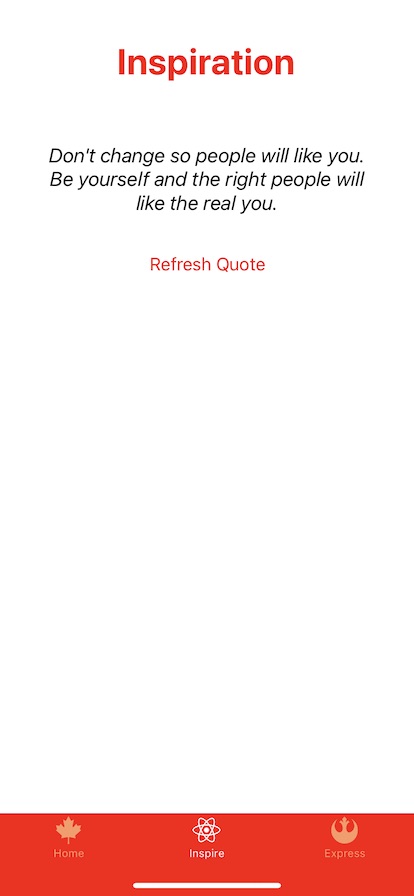 Inspiration
Don't change so people will like you.
Be yourself and the right people will
like the real you.
Refresh Quote
Home
Inspire
Express